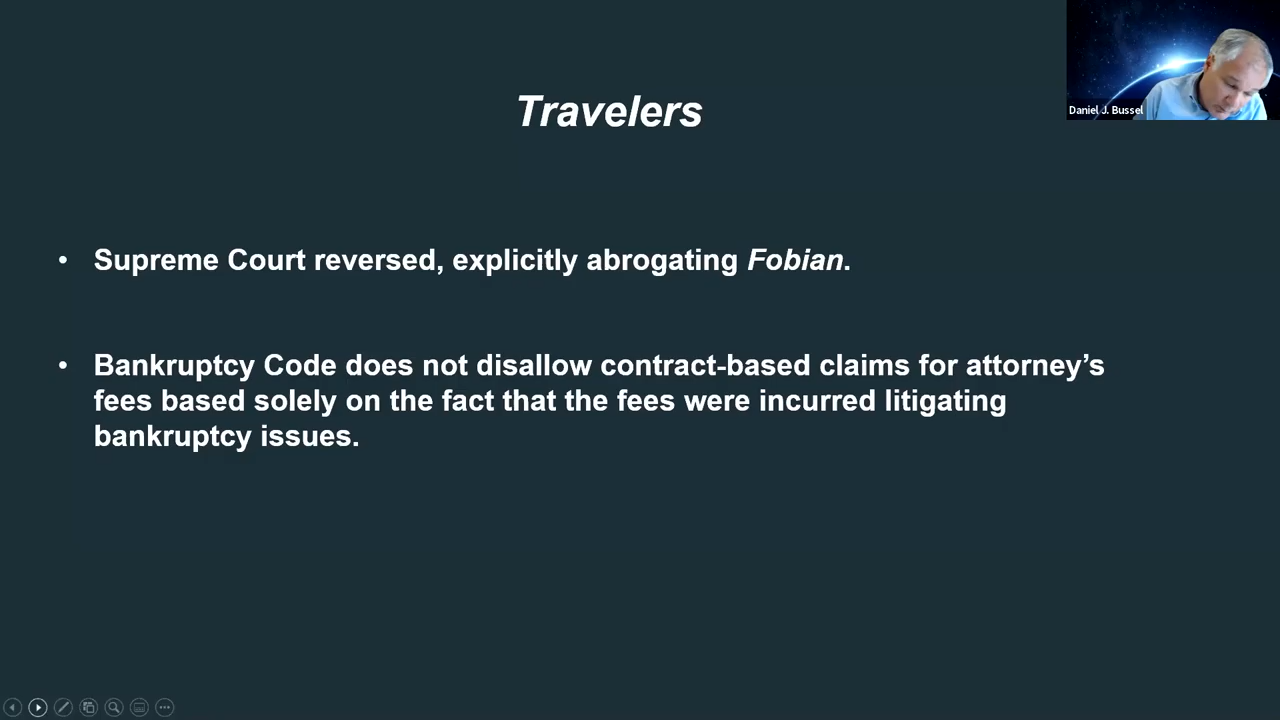 Travelers
Daniel J. Bussel
• Supreme Court reversed, explicitly abrogating Fobian.
• Bankruptcy Code does not disallow contract-based claims for attorney’s
fees based solely on the fact that the fees were incurred litigating
bankruptcy issues.